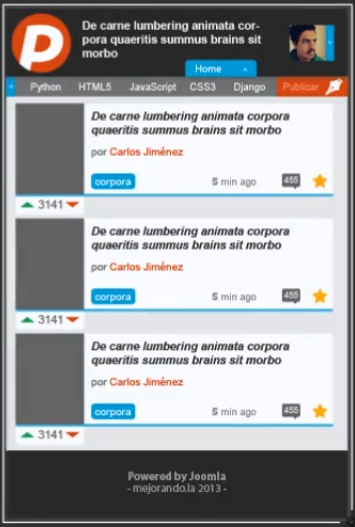 P
De carne lumbering animata cor-
pora quaeritis summus brains sit
morbo
Home
Python HTML5 JavaScript CSS3 Django Publicar
De carne lumbering animata corpora
quaeritis summus brains sit morbo
por Carlos Jiménez
corpora 5 min ago 455
3141
De carne lumbering animata corpora
quaeritis summus brains sit morbo
por Carlos Jiménez
corpora 5 min ago 455
3141
De carne lumbering animata corpora
quaeritis summus brains sit morbo
por Carlos Jiménez
corpora 5 min ago 455
3141
Powered by Joomla
- mejorando.la 2013 -